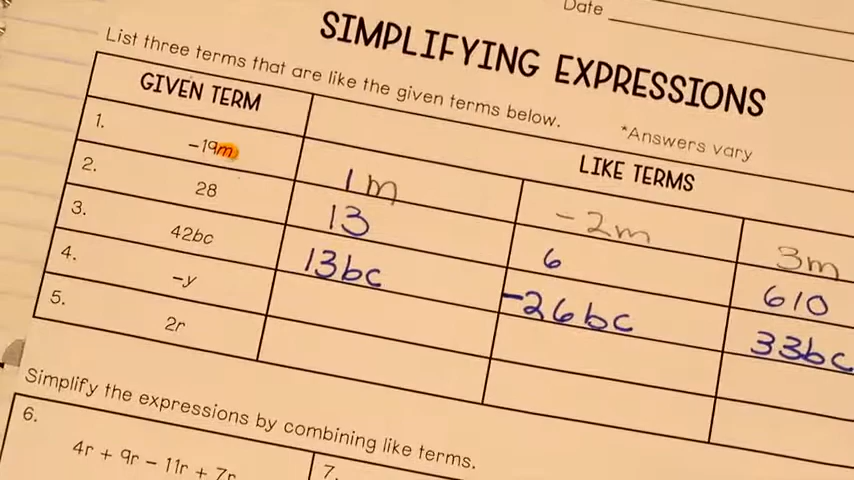 Date
SIMPLIFYING EXPRESSIONS
List three terms that are like the given terms below.
*Answers vary
GIVEN TERM
LIKE TERMS
1. -19m 1m -2m 3m
2. 28 13 6 610
3. 42bc 13bc -26bc 33bc
4. -y
5. 2r
Simplify the expressions by combining like terms.
6. 4r + 9r - 11r + 7r
7.